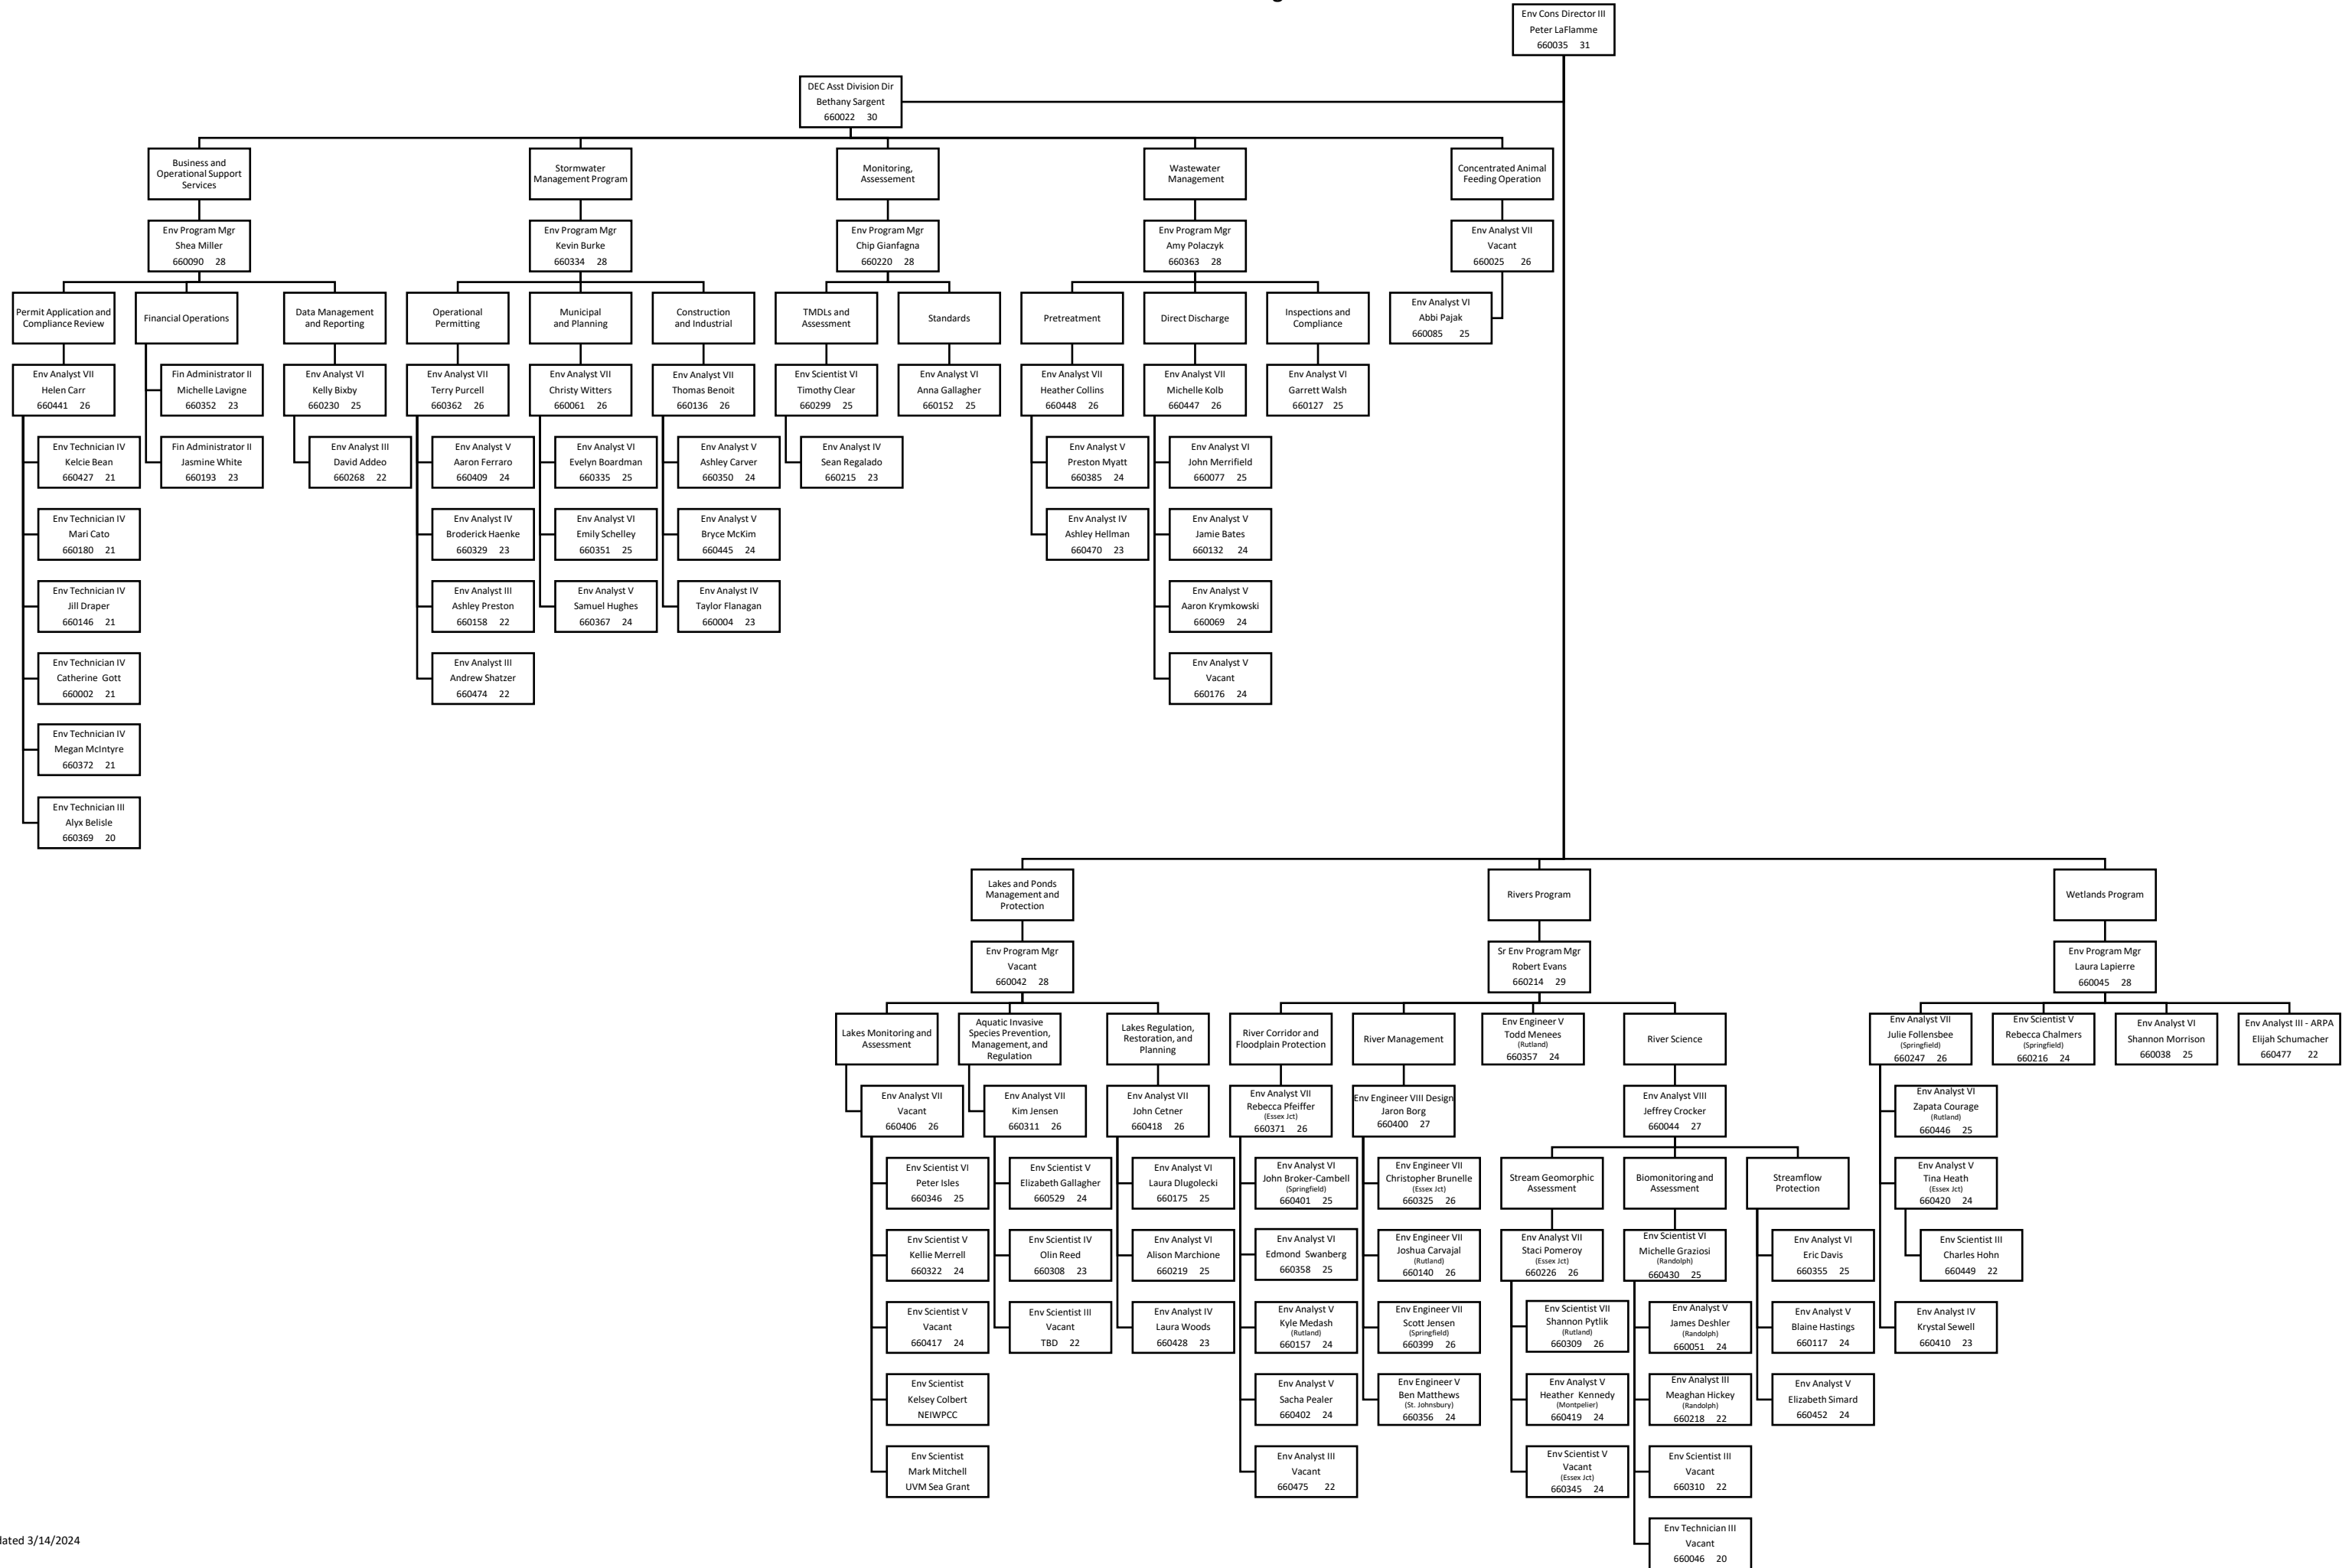 Env Cons Director III
Peter LaFlamme
660035 31
DEC Asst Division Dir
Bethany Sargent
660022 30
Business and
Operational Support
Services
Stormwater
Management Program
Monitoring,
Assessement
Wastewater
Management
Concentrated Animal
Feeding Operation
Env Program Mgr
Shea Miller
660090 28
Env Program Mgr
Kevin Burke
660334 28
Env Program Mgr
Chip Gianfagna
660220 28
Env Program Mgr
Amy Polaczyk
660363 28
Env Analyst VII
Vacant
660025 26
Permit Application and
Compliance Review
Financial Operations
Data Management
and Reporting
Operational
Permitting
Municipal
and Planning
Construction
and Industrial
TMDLs and
Assessment
Standards
Pretreatment
Direct Discharge
Inspections and
Compliance
Env Analyst VI
Abbi Pajak
660085 25
Env Analyst VII
Helen Carr
660441 26
Fin Administrator II
Michelle Lavigne
660352 23
Env Analyst VI
Kelly Bixby
660230 25
Env Analyst VII
Terry Purcell
660362 26
Env Analyst VII
Christy Witters
660061 26
Env Analyst VII
Thomas Benoit
660136 26
Env Scientist VI
Timothy Clear
660299 25
Env Analyst VI
Anna Gallagher
660152 25
Env Analyst VII
Heather Collins
660448 26
Env Analyst VII
Michelle Kolb
660447 26
Env Analyst VI
Garrett Walsh
660127 25
Env Technician IV
Kelcie Bean
660427 21
Fin Administrator II
Jasmine White
660193 23
Env Analyst III
David Addeo
660268 22
Env Analyst V
Aaron Ferraro
660409 24
Env Analyst VI
Evelyn Boardman
660335 25
Env Analyst V
Ashley Carver
660350 24
Env Analyst IV
Sean Regalado
660215 23
Env Analyst V
Preston Myatt
660385 24
Env Analyst VI
John Merrifield
660077 25
Env Technician IV
Mari Cato
660180 21
Env Analyst IV
Broderick Haenke
660329 23
Env Analyst VI
Emily Schelley
660351 25
Env Analyst V
Bryce McKim
660445 24
Env Analyst IV
Ashley Hellman
660470 23
Env Analyst V
Jamie Bates
660132 24
Env Technician IV
Jill Draper
660146 21
Env Analyst III
Ashley Preston
660158 22
Env Analyst V
Samuel Hughes
660367 24
Env Analyst IV
Taylor Flanagan
660004 23
Env Analyst V
Aaron Krymkowski
660069 24
Env Technician IV
Catherine Gott
660002 21
Env Analyst III
Andrew Shatzer
660474 22
Env Analyst V
Vacant
660176 24
Env Technician IV
Megan McIntyre
660372 21
Env Technician III
Alyx Belisle
660369 20
Lakes and Ponds
Management and
Protection
Rivers Program
Wetlands Program
Env Program Mgr
Vacant
660042 28
Sr Env Program Mgr
Robert Evans
660214 29
Env Program Mgr
Laura Lapierre
660045 28
Lakes Monitoring and
Assessment
Aquatic Invasive
Species Prevention,
Management, and
Regulation
Lakes Regulation,
Restoration, and
Planning
River Corridor and
Floodplain Protection
River Management
Env Engineer V
Todd Menees
(Rutland)
660357 24
River Science
Env Analyst VII
Julie Follensbee
(Springfield)
660247 26
Env Scientist V
Rebecca Chalmers
(Springfield)
660216 24
Env Analyst VI
Shannon Morrison
660038 25
Env Analyst III - ARPA
Elijah Schumacher
660477 22
Env Analyst VII
Vacant
660406 26
Env Analyst VII
Kim Jensen
660311 26
Env Analyst VII
John Cetner
660418 26
Env Analyst VII
Rebecca Pfeiffer
(Essex Jct)
660371 26
Env Engineer VIII Design
Jaron Borg
660400 27
Env Analyst VIII
Jeffrey Crocker
660044 27
Env Analyst VI
Zapata Courage
(Rutland)
660446 25
Env Scientist VI
Peter Isles
660346 25
Env Scientist V
Elizabeth Gallagher
660529 24
Env Analyst VI
Laura Dlugolecki
660175 25
Env Analyst VI
John Broker-Cambell
(Springfield)
660401 25
Env Engineer VII
Christopher Brunelle
(Essex Jct)
660325 26
Stream Geomorphic
Assessment
Biomonitoring and
Assessment
Streamflow
Protection
Env Analyst V
Tina Heath
(Essex Jct)
660420 24
Env Scientist V
Kellie Merrell
660322 24
Env Scientist IV
Olin Reed
660308 23
Env Analyst VI
Alison Marchione
660219 25
Env Analyst VI
Edmond Swanberg
660358 25
Env Engineer VII
Joshua Carvajal
(Rutland)
660140 26
Env Analyst VII
Staci Pomeroy
(Essex Jct)
660226 26
Env Scientist VI
Michelle Graziosi
(Randolph)
660430 25
Env Analyst VI
Eric Davis
660355 25
Env Scientist III
Charles Hohn
660449 22
Env Scientist V
Vacant
660417 24
Env Scientist III
Vacant
TBD 22
Env Analyst IV
Laura Woods
660428 23
Env Analyst V
Kyle Medash
(Rutland)
660157 24
Env Engineer VII
Scott Jensen
(Springfield)
660399 26
Env Scientist VII
Shannon Pytlik
(Rutland)
660309 26
Env Analyst V
James Deshler
(Randolph)
660051 24
Env Analyst V
Blaine Hastings
660117 24
Env Analyst IV
Krystal Sewell
660410 23
Env Scientist
Kelsey Colbert
NEIWPCC
Env Analyst V
Sacha Pealer
660402 24
Env Engineer V
Ben Matthews
(St. Johnsbury)
660356 24
Env Analyst V
Heather Kennedy
(Montpelier)
660419 24
Env Analyst III
Meaghan Hickey
(Randolph)
660218 22
Env Analyst V
Elizabeth Simard
660452 24
Env Scientist
Mark Mitchell
UVM Sea Grant
Env Analyst III
Vacant
660475 22
Env Scientist V
Vacant
(Essex Jct)
660345 24
Env Scientist III
Vacant
660310 22
Env Technician III
Vacant
660046 20
dated 3/14/2024